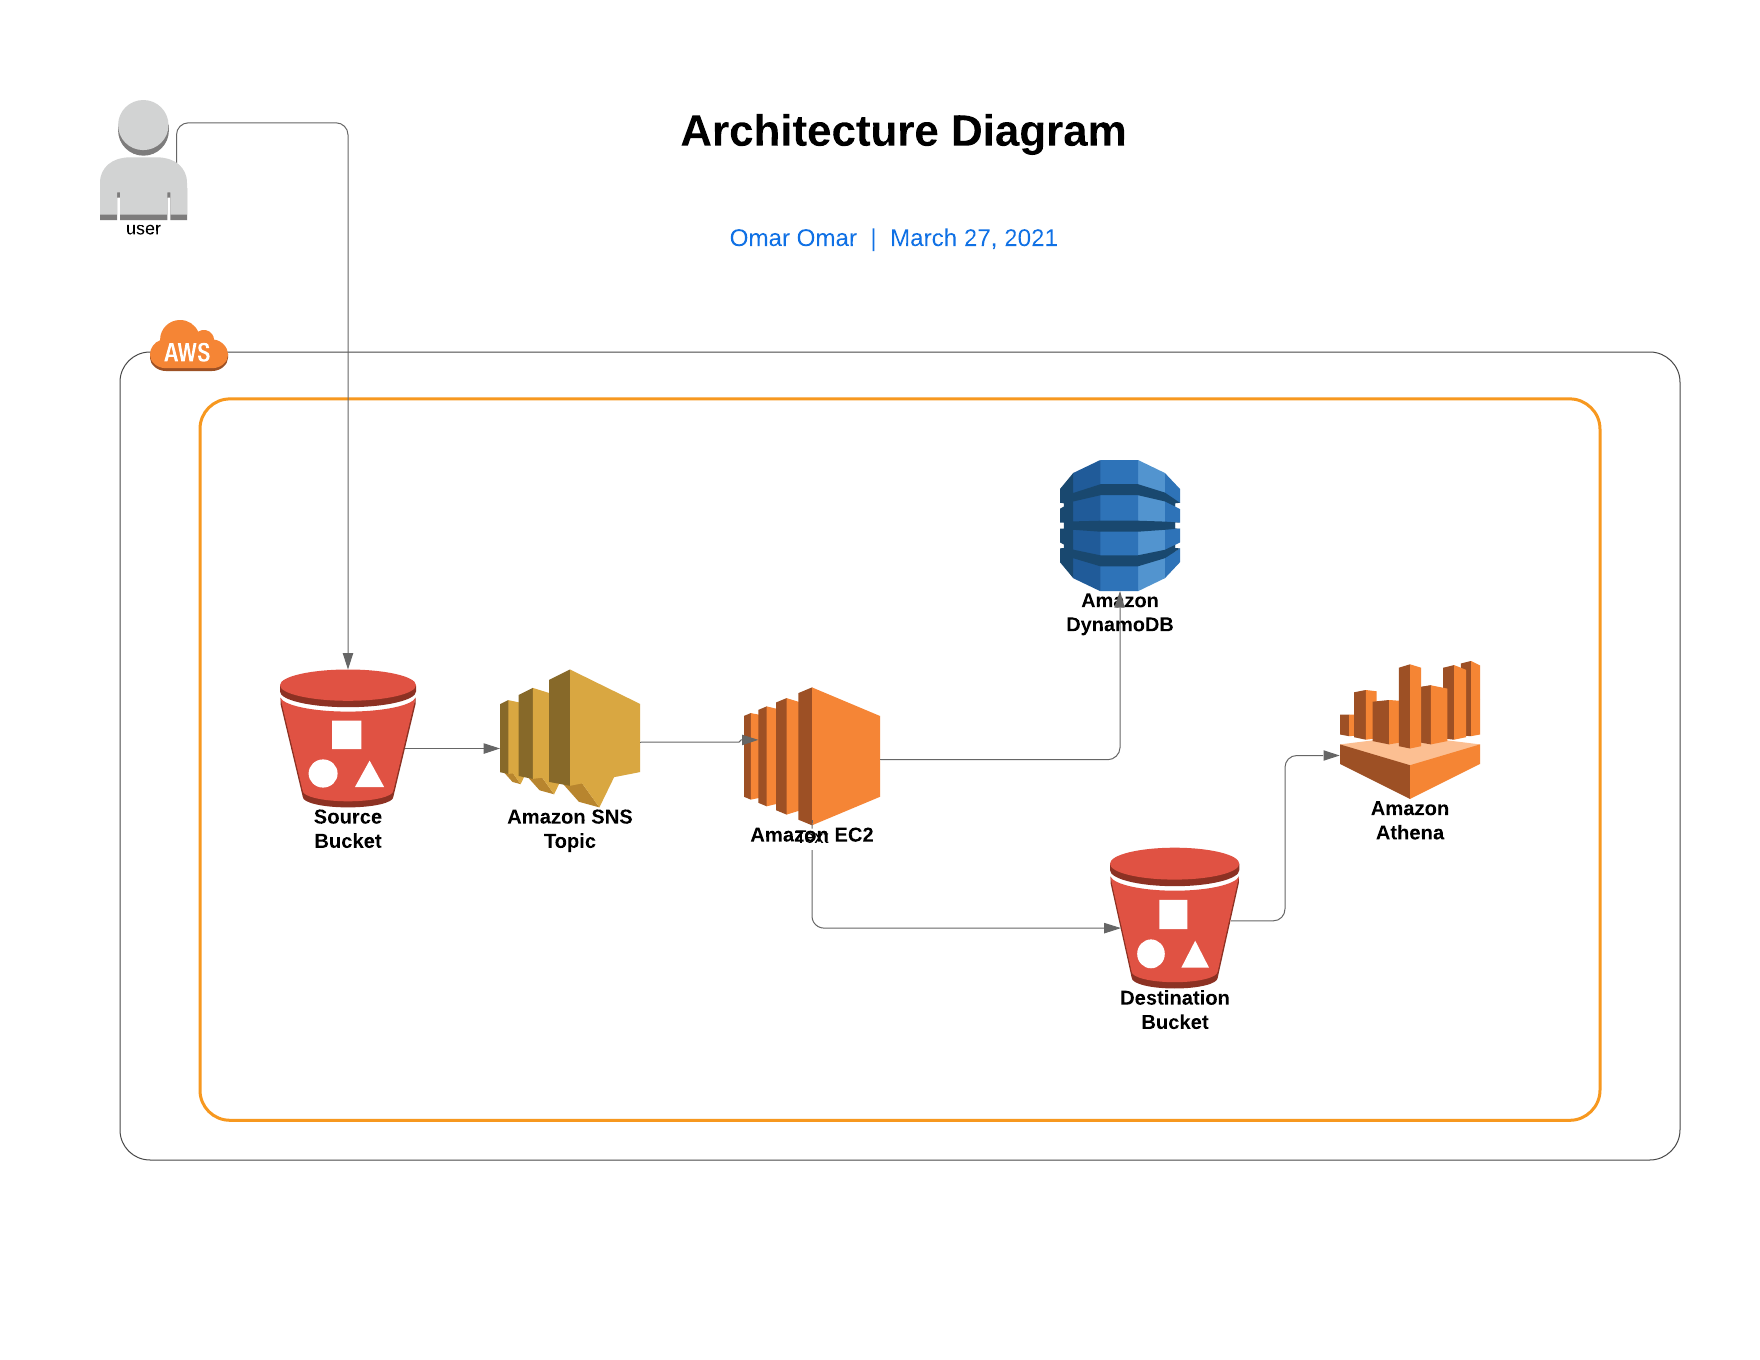 Architecture Diagram
user
Omar Omar | March 27, 2021
AWS
Amazon
DynamoDB
Source
Bucket
Amazon SNS
Topic
Amazon EC2
Text
Amazon
Athena
Destination
Bucket